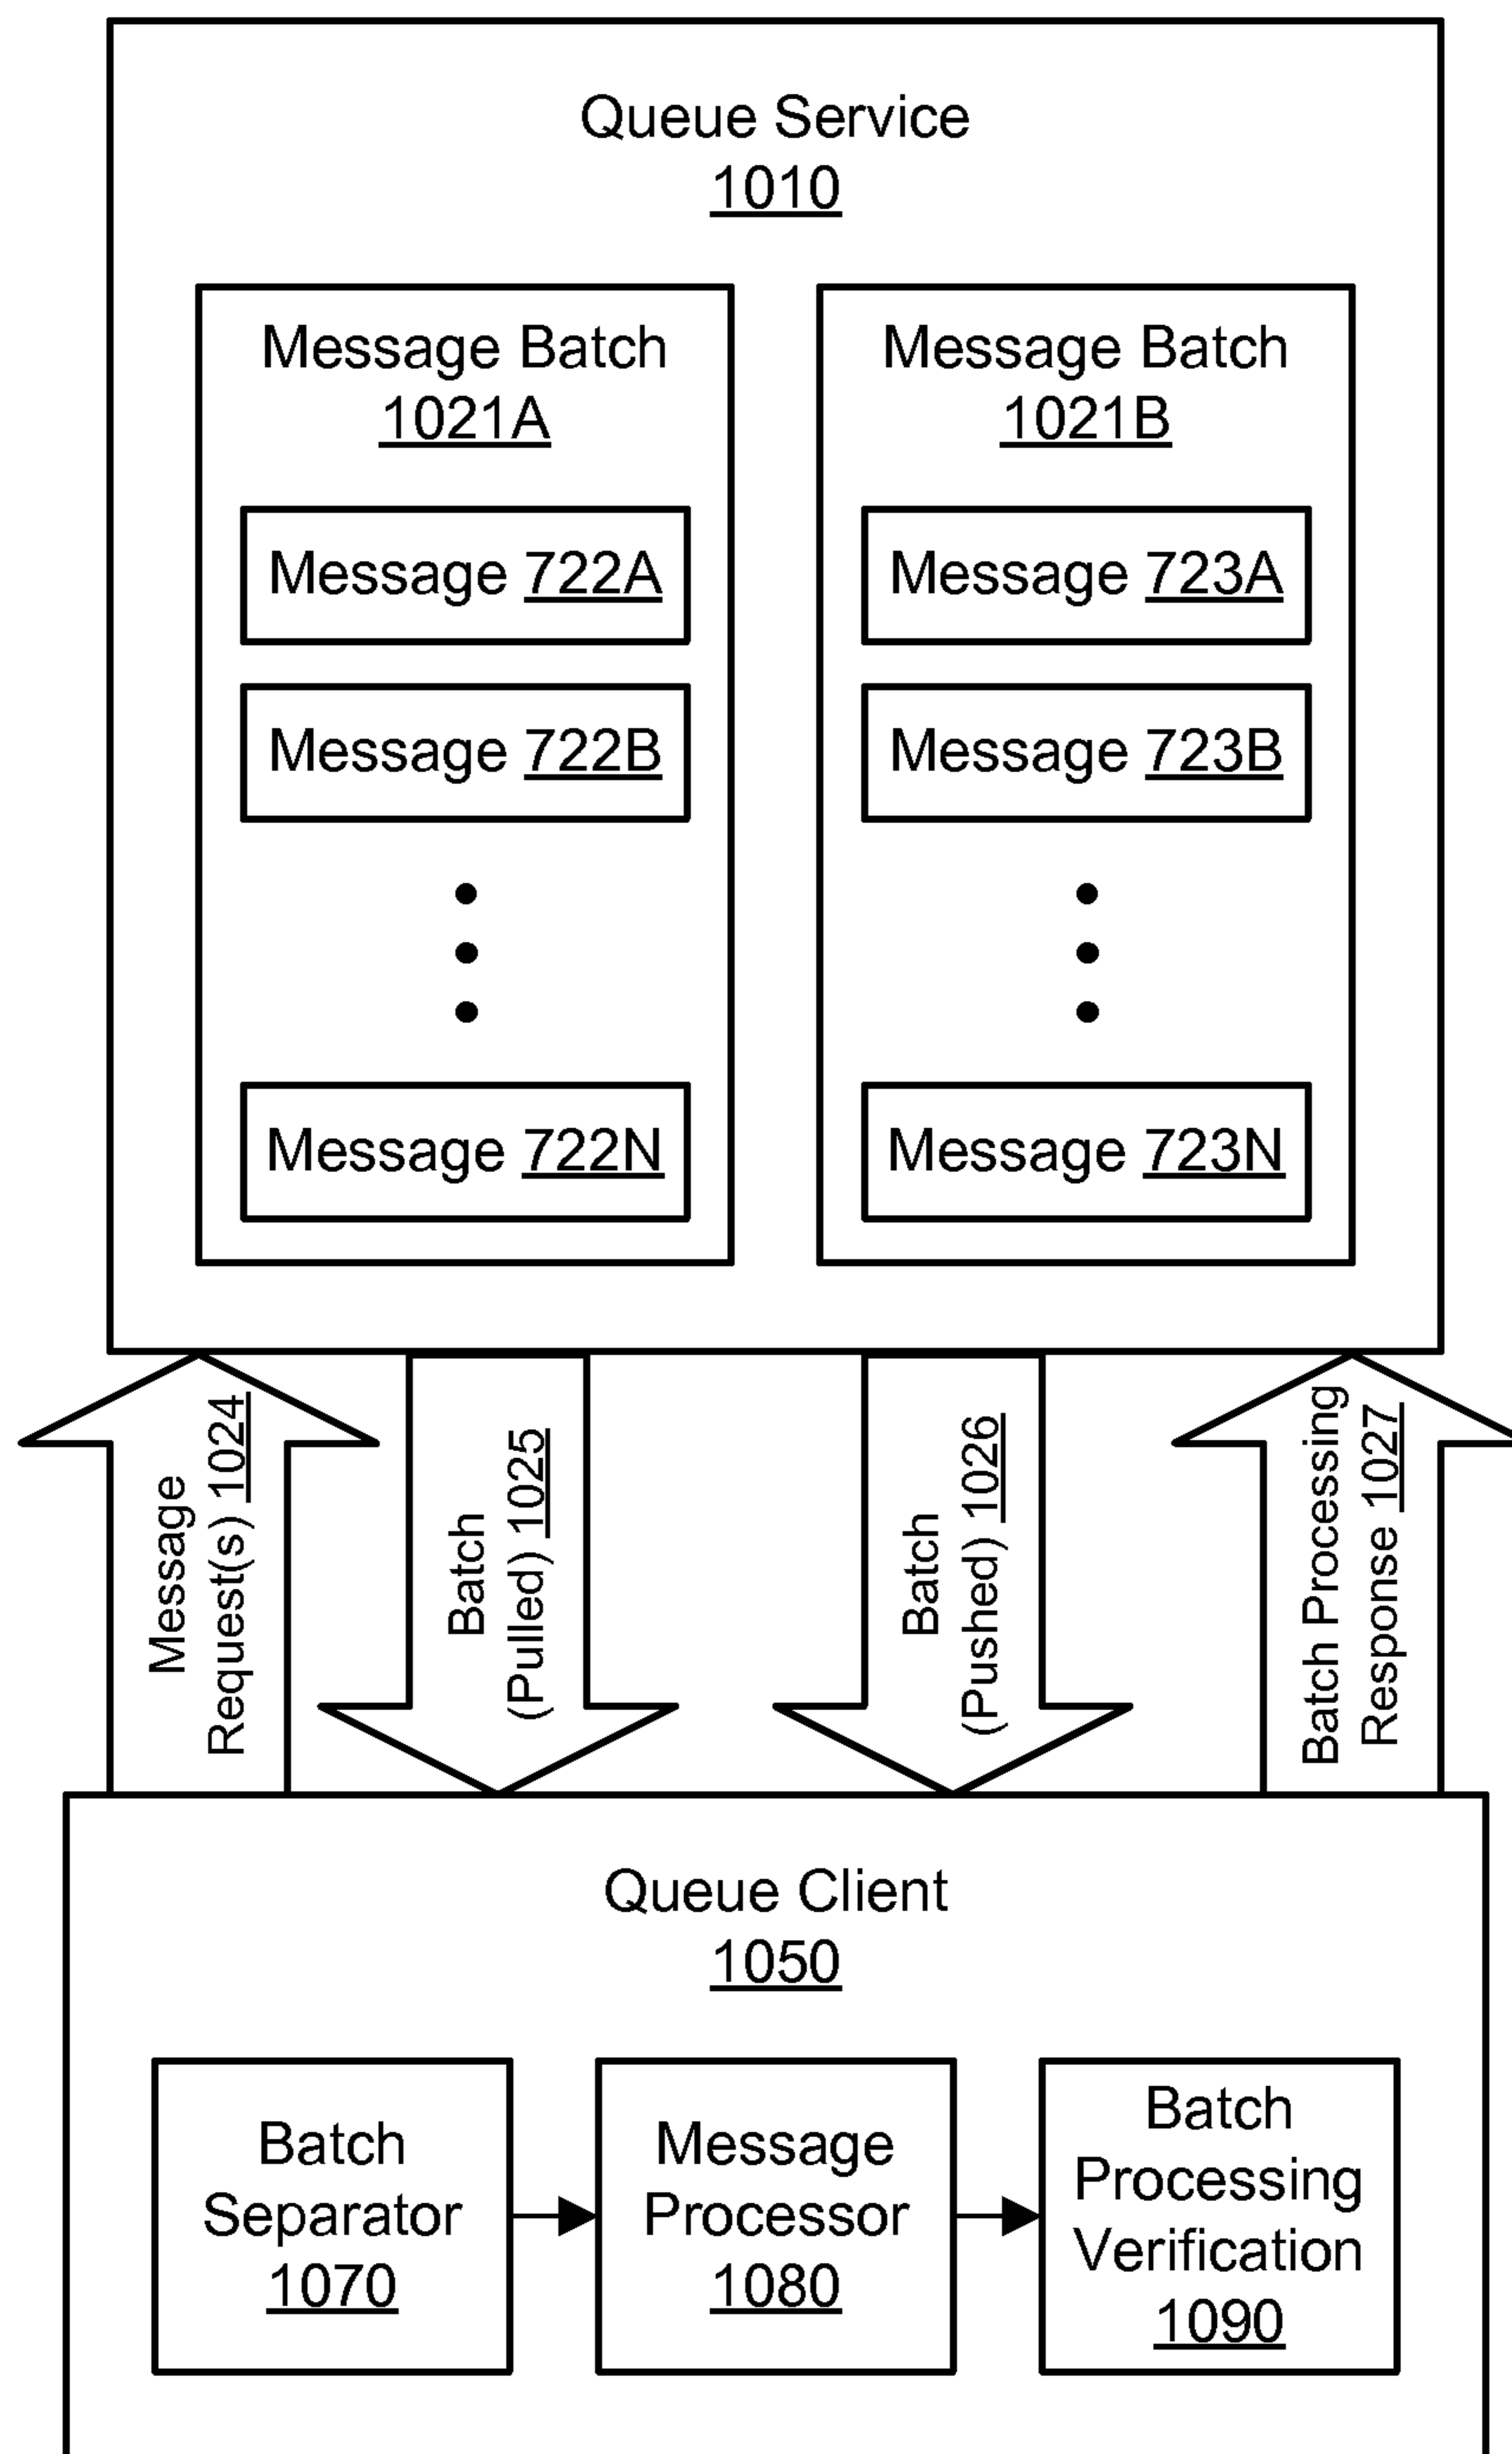 Queue Service
1010
Message Batch
1021A
Message 722A
Message 722B
Message 722N
Message Batch
1021B
Message 723A
Message 723B
Message 723N
Message
Request(s) 1024
Batch
(Pulled) 1025
Batch
(Pushed) 1026
Batch Processing
Response 1027
Queue Client
1050
Batch
Separator
1070
Message
Processor
1080
Batch
Processing
Verification
1090